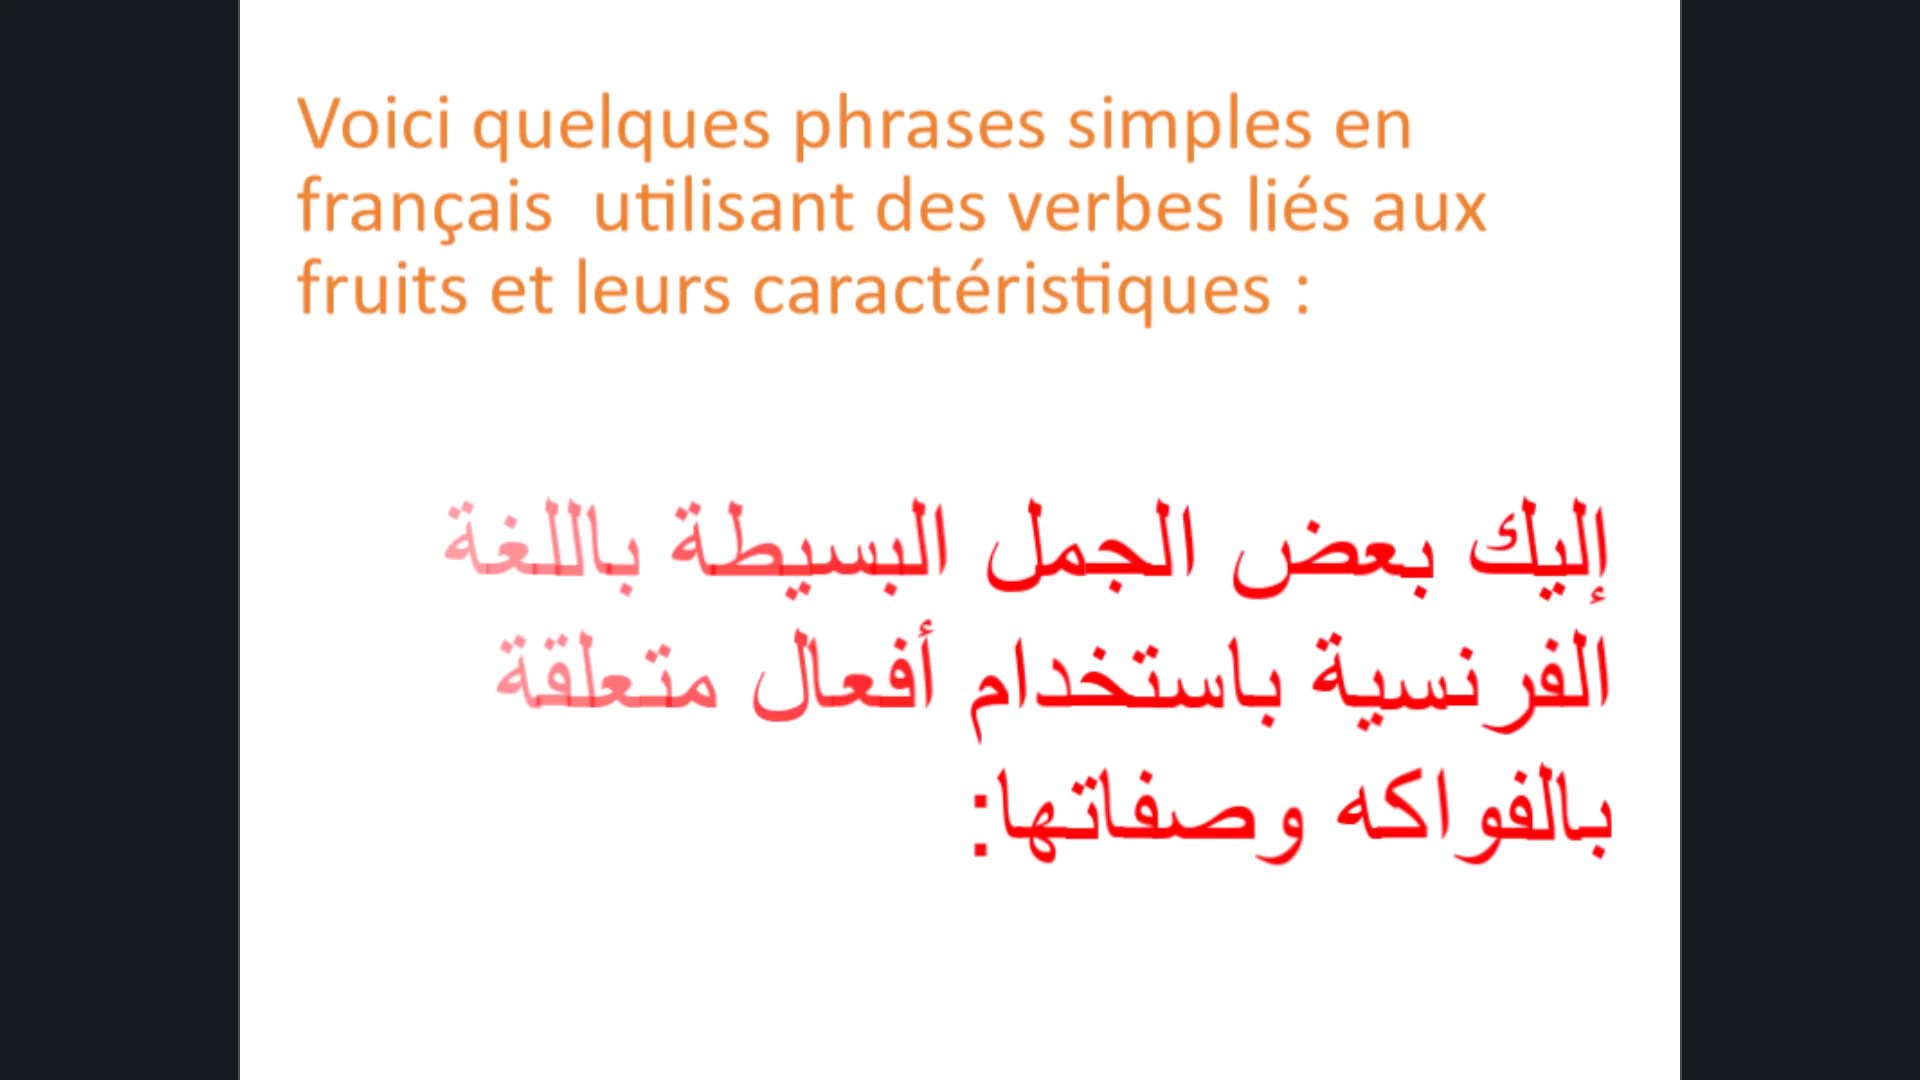 Voici quelques phrases simples en
français  utilisant des verbes liés aux
fruits et leurs caractéristiques :
إليك بعض الجمل البسيطة باللغة
الفرنسية باستخدام أفعال متعلقة
بالفواكه وصفاتها: